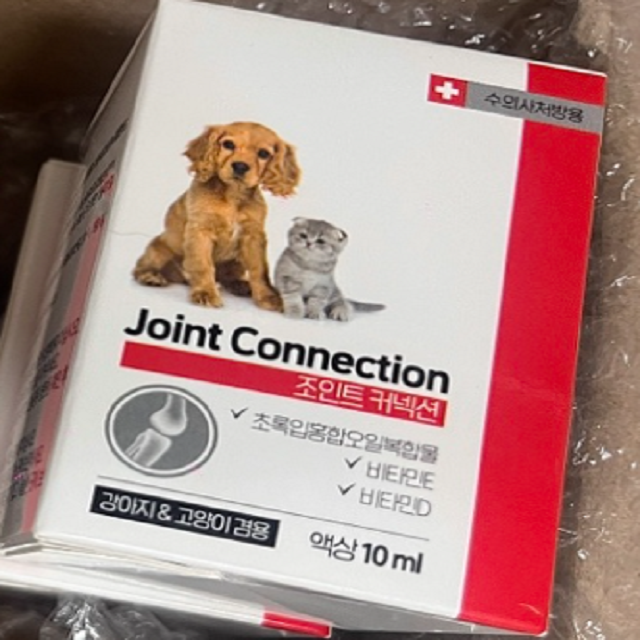 수의사처방용
Joint Connection
조인트 커넥션
초록입홍합오일복합물
비타민E
비타민D
강아지 & 고양이 겸용
액상 10 ml